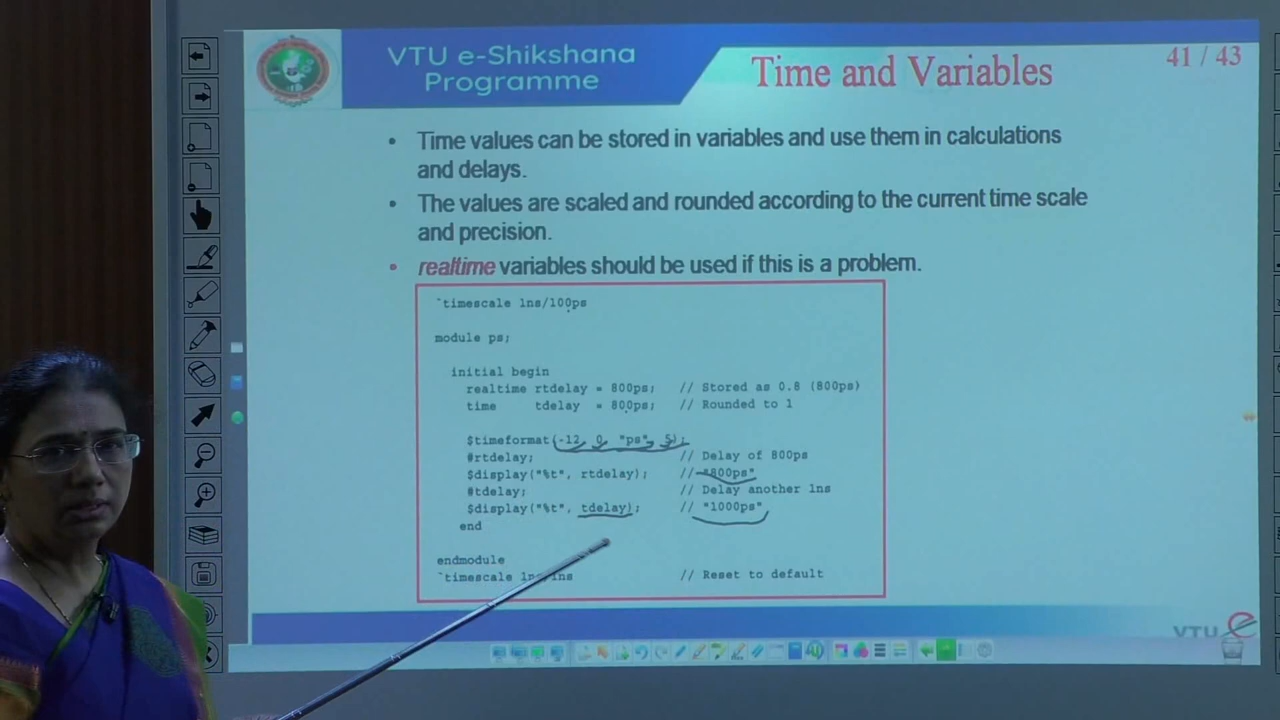 VTU e-Shikshana
Programme
Time and Variables
41 / 43
• Time values can be stored in variables and use them in calculations
and delays.
• The values are scaled and rounded according to the current time scale
and precision.
• realtime variables should be used if this is a problem.
`timescale 1ns/100ps
module ps;
initial begin
realtime rtdelay = 800ps; // Stored as 0.8 (800ps)
time tdelay = 800ps; // Rounded to 1
$timeformat(-12, 0, "ps", 5);
#rtdelay; // Delay of 800ps
$display("%t", rtdelay); // "800ps"
#tdelay; // Delay another 1ns
$display("%t", tdelay); // "1000ps"
end
endmodule
`timescale 1ns/1ns // Reset to default
VTU e